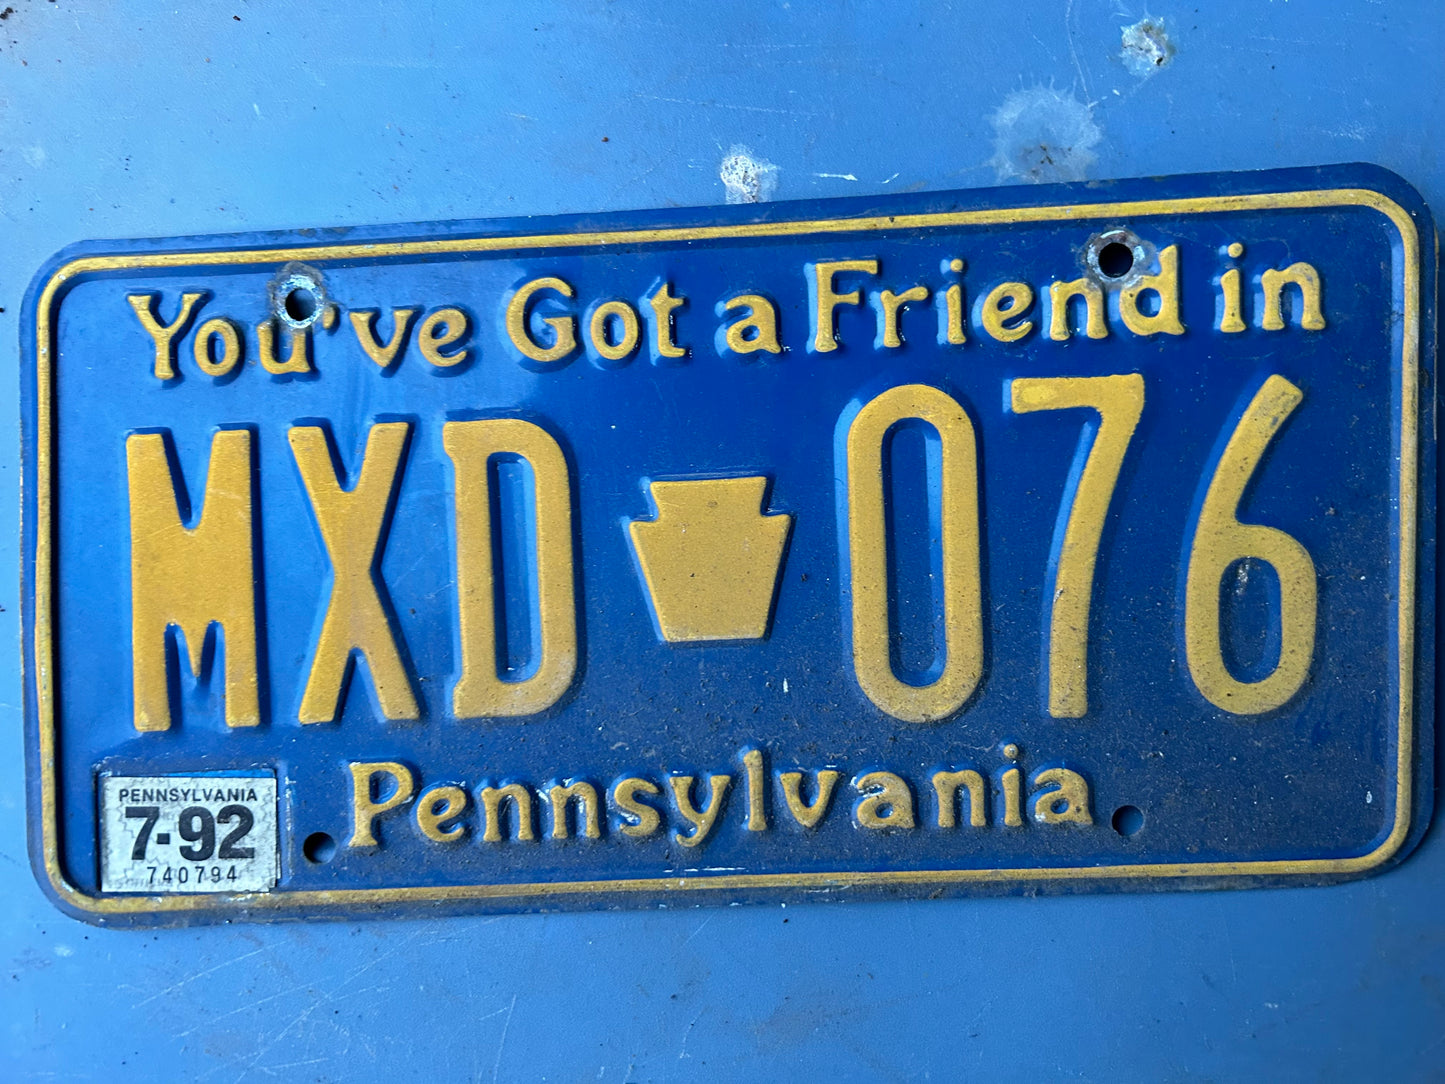 You've Got a Friend in
MXD 076
Pennsylvania
PENNSYLVANIA
7-92
740794